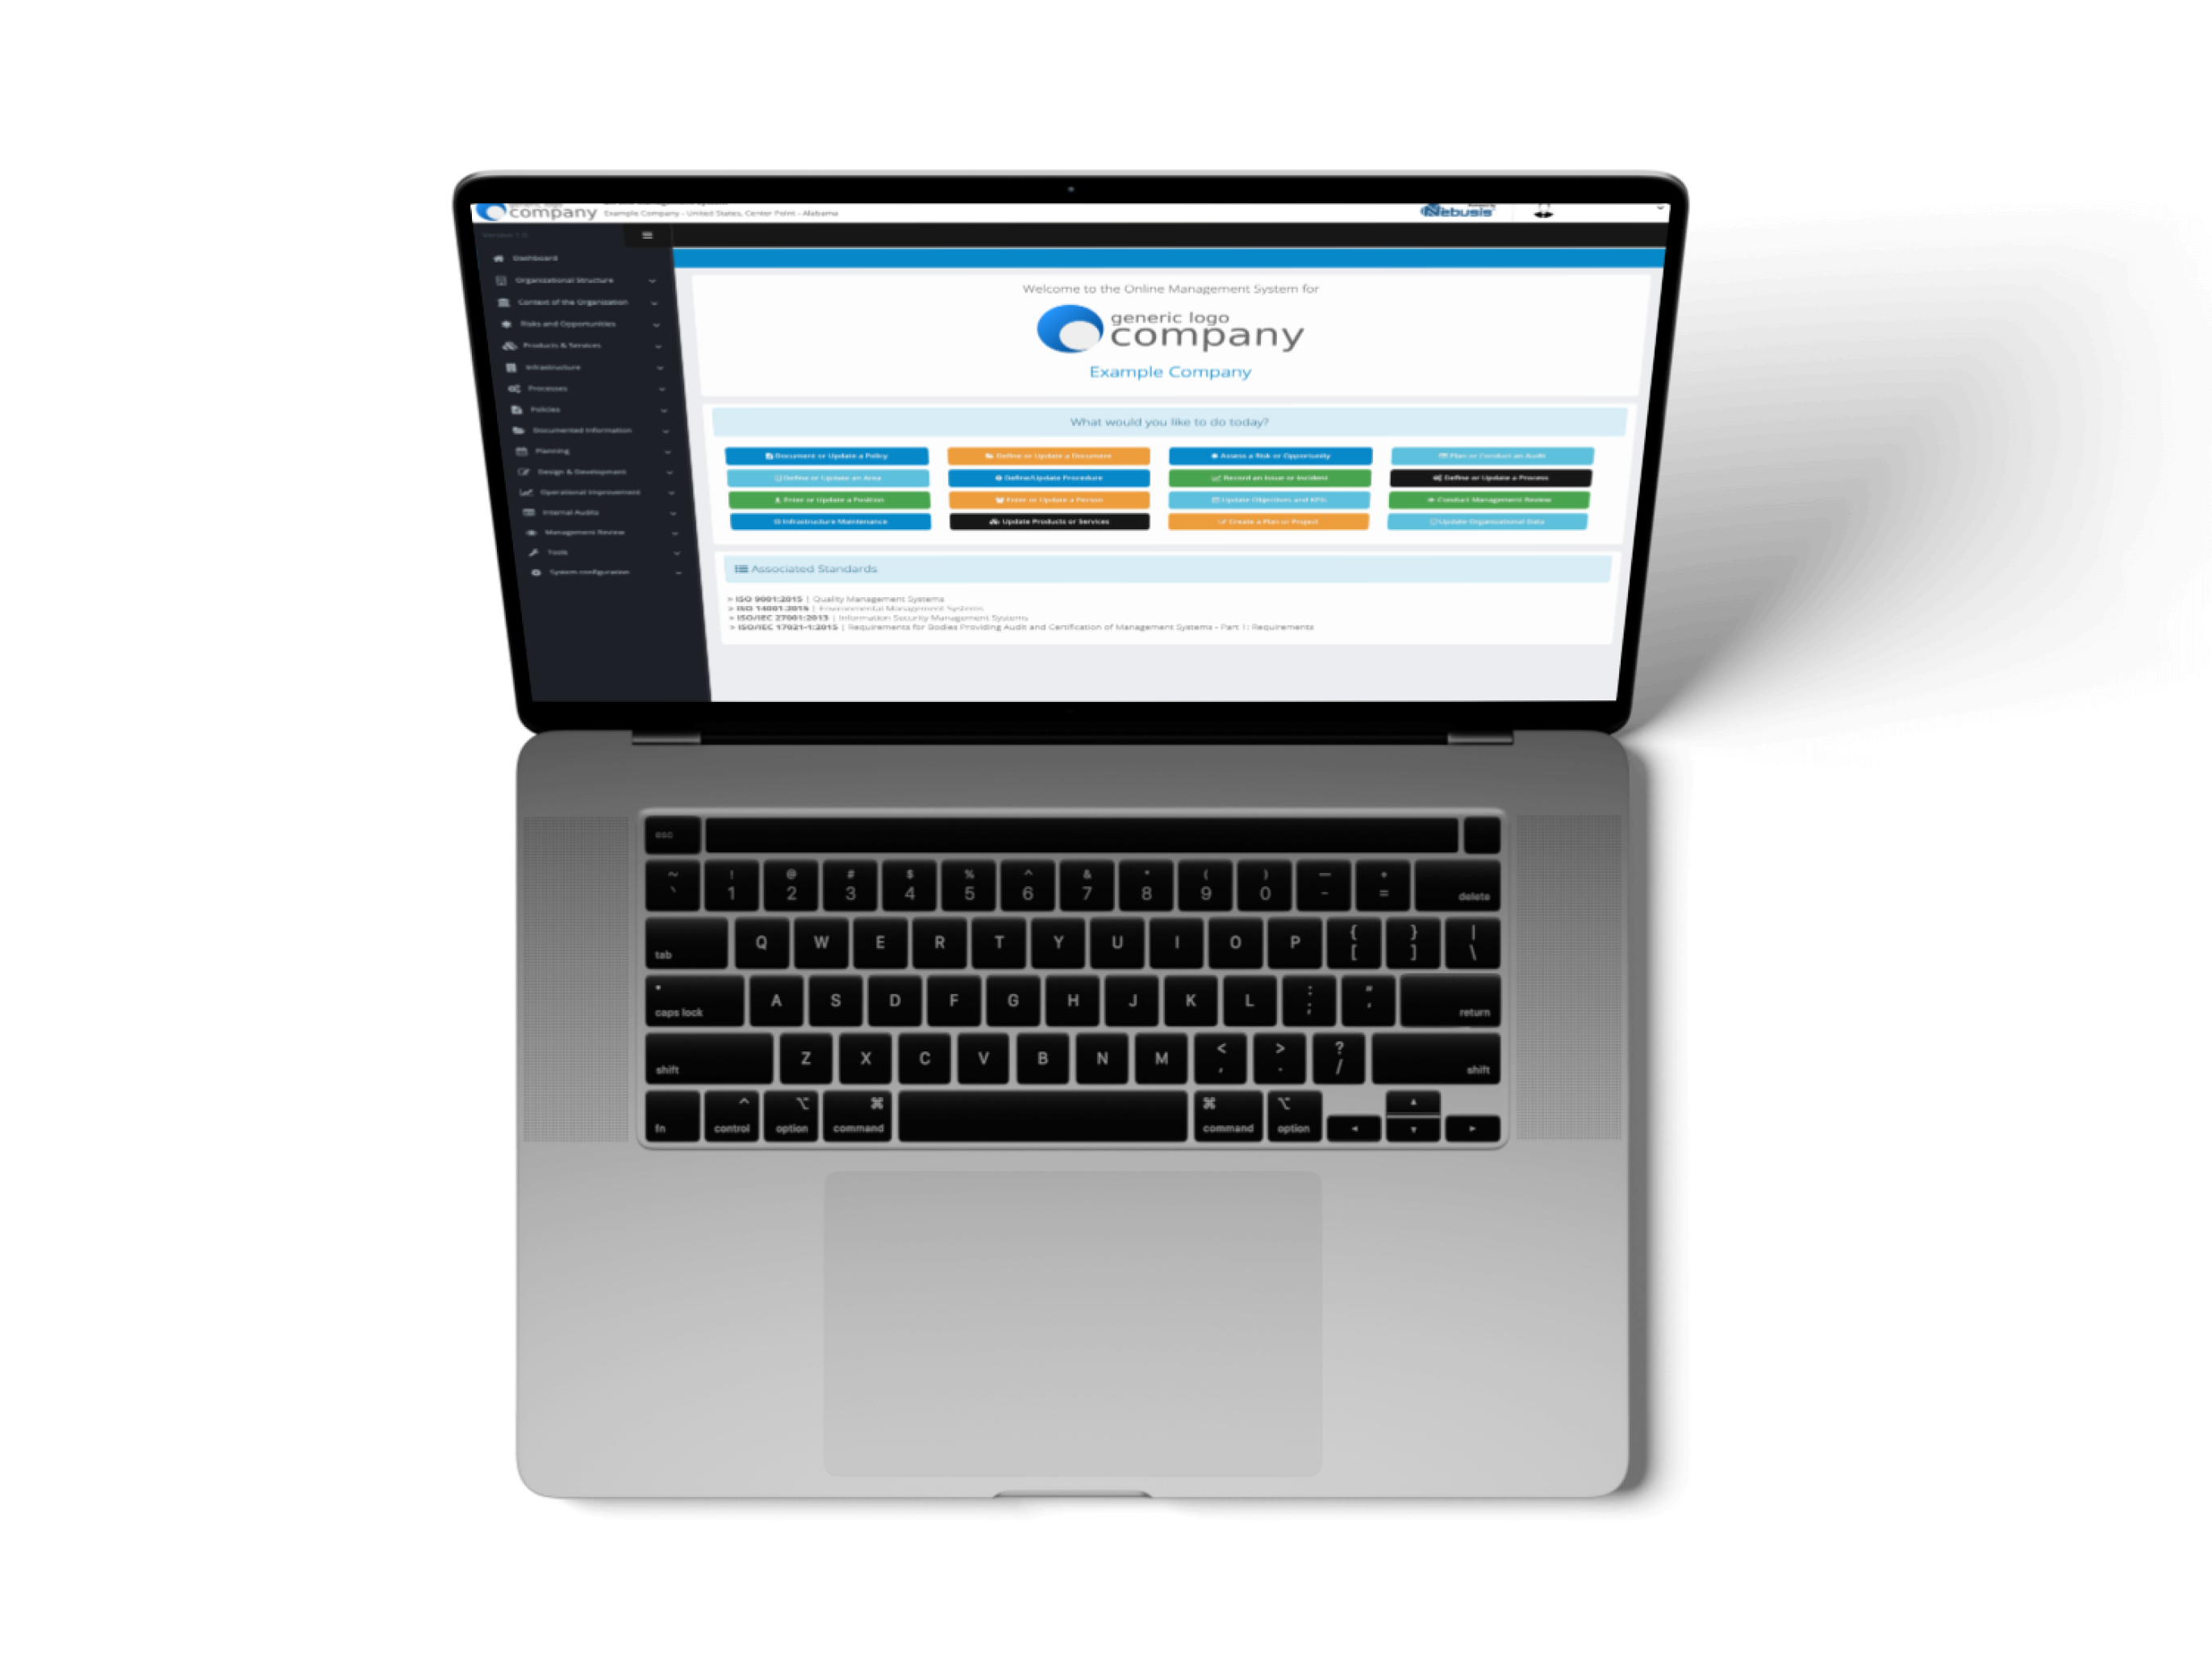 company
Example Company - United States, Center Point - Alabama
Nebusis
Version 1.0
Dashboard
Organizational Structure
Context of the Organization
Risks and Opportunities
Products & Services
Infrastructure
Processes
Policies
Documented Information
Planning
Design & Development
Operational Improvement
Internal Audits
Management Review
Tools
System configuration
Welcome to the Online Management System for
generic logo
company
Example Company
What would you like to do today?
Document or Update a Policy
Define or Update a Document
Assess a Risk or Opportunity
Plan or Conduct an Audit
Define or Update an Area
Define/Update Procedure
Record an Issue or Incident
Define or Update a Process
Enter or Update a Position
Enter or Update a Person
Update Objectives and KPIs
Conduct Management Review
Infrastructure Maintenance
Update Products or Services
Create a Plan or Project
Update Organizational Data
Associated Standards
> ISO 9001:2015 | Quality Management Systems
> ISO 14001:2015 | Environmental Management Systems
> ISO/IEC 27001:2013 | Information Security Management Systems
> ISO/IEC 17021-1:2015 | Requirements for Bodies Providing Audit and Certification of Management Systems - Part 1: Requirements
esc
~ ! @ # $ % ^ & * ( ) — +
` 1 2 3 4 5 6 7 8 9 0 - = delete
{ } |
tab Q W E R T Y U I O P [ ] \
: "
caps lock A S D F G H J K L ; ' return
< > ?
shift Z X C V B N M , . / shift
^ ⌥ ⌘ ⌘ ⌥
fn control option command command option